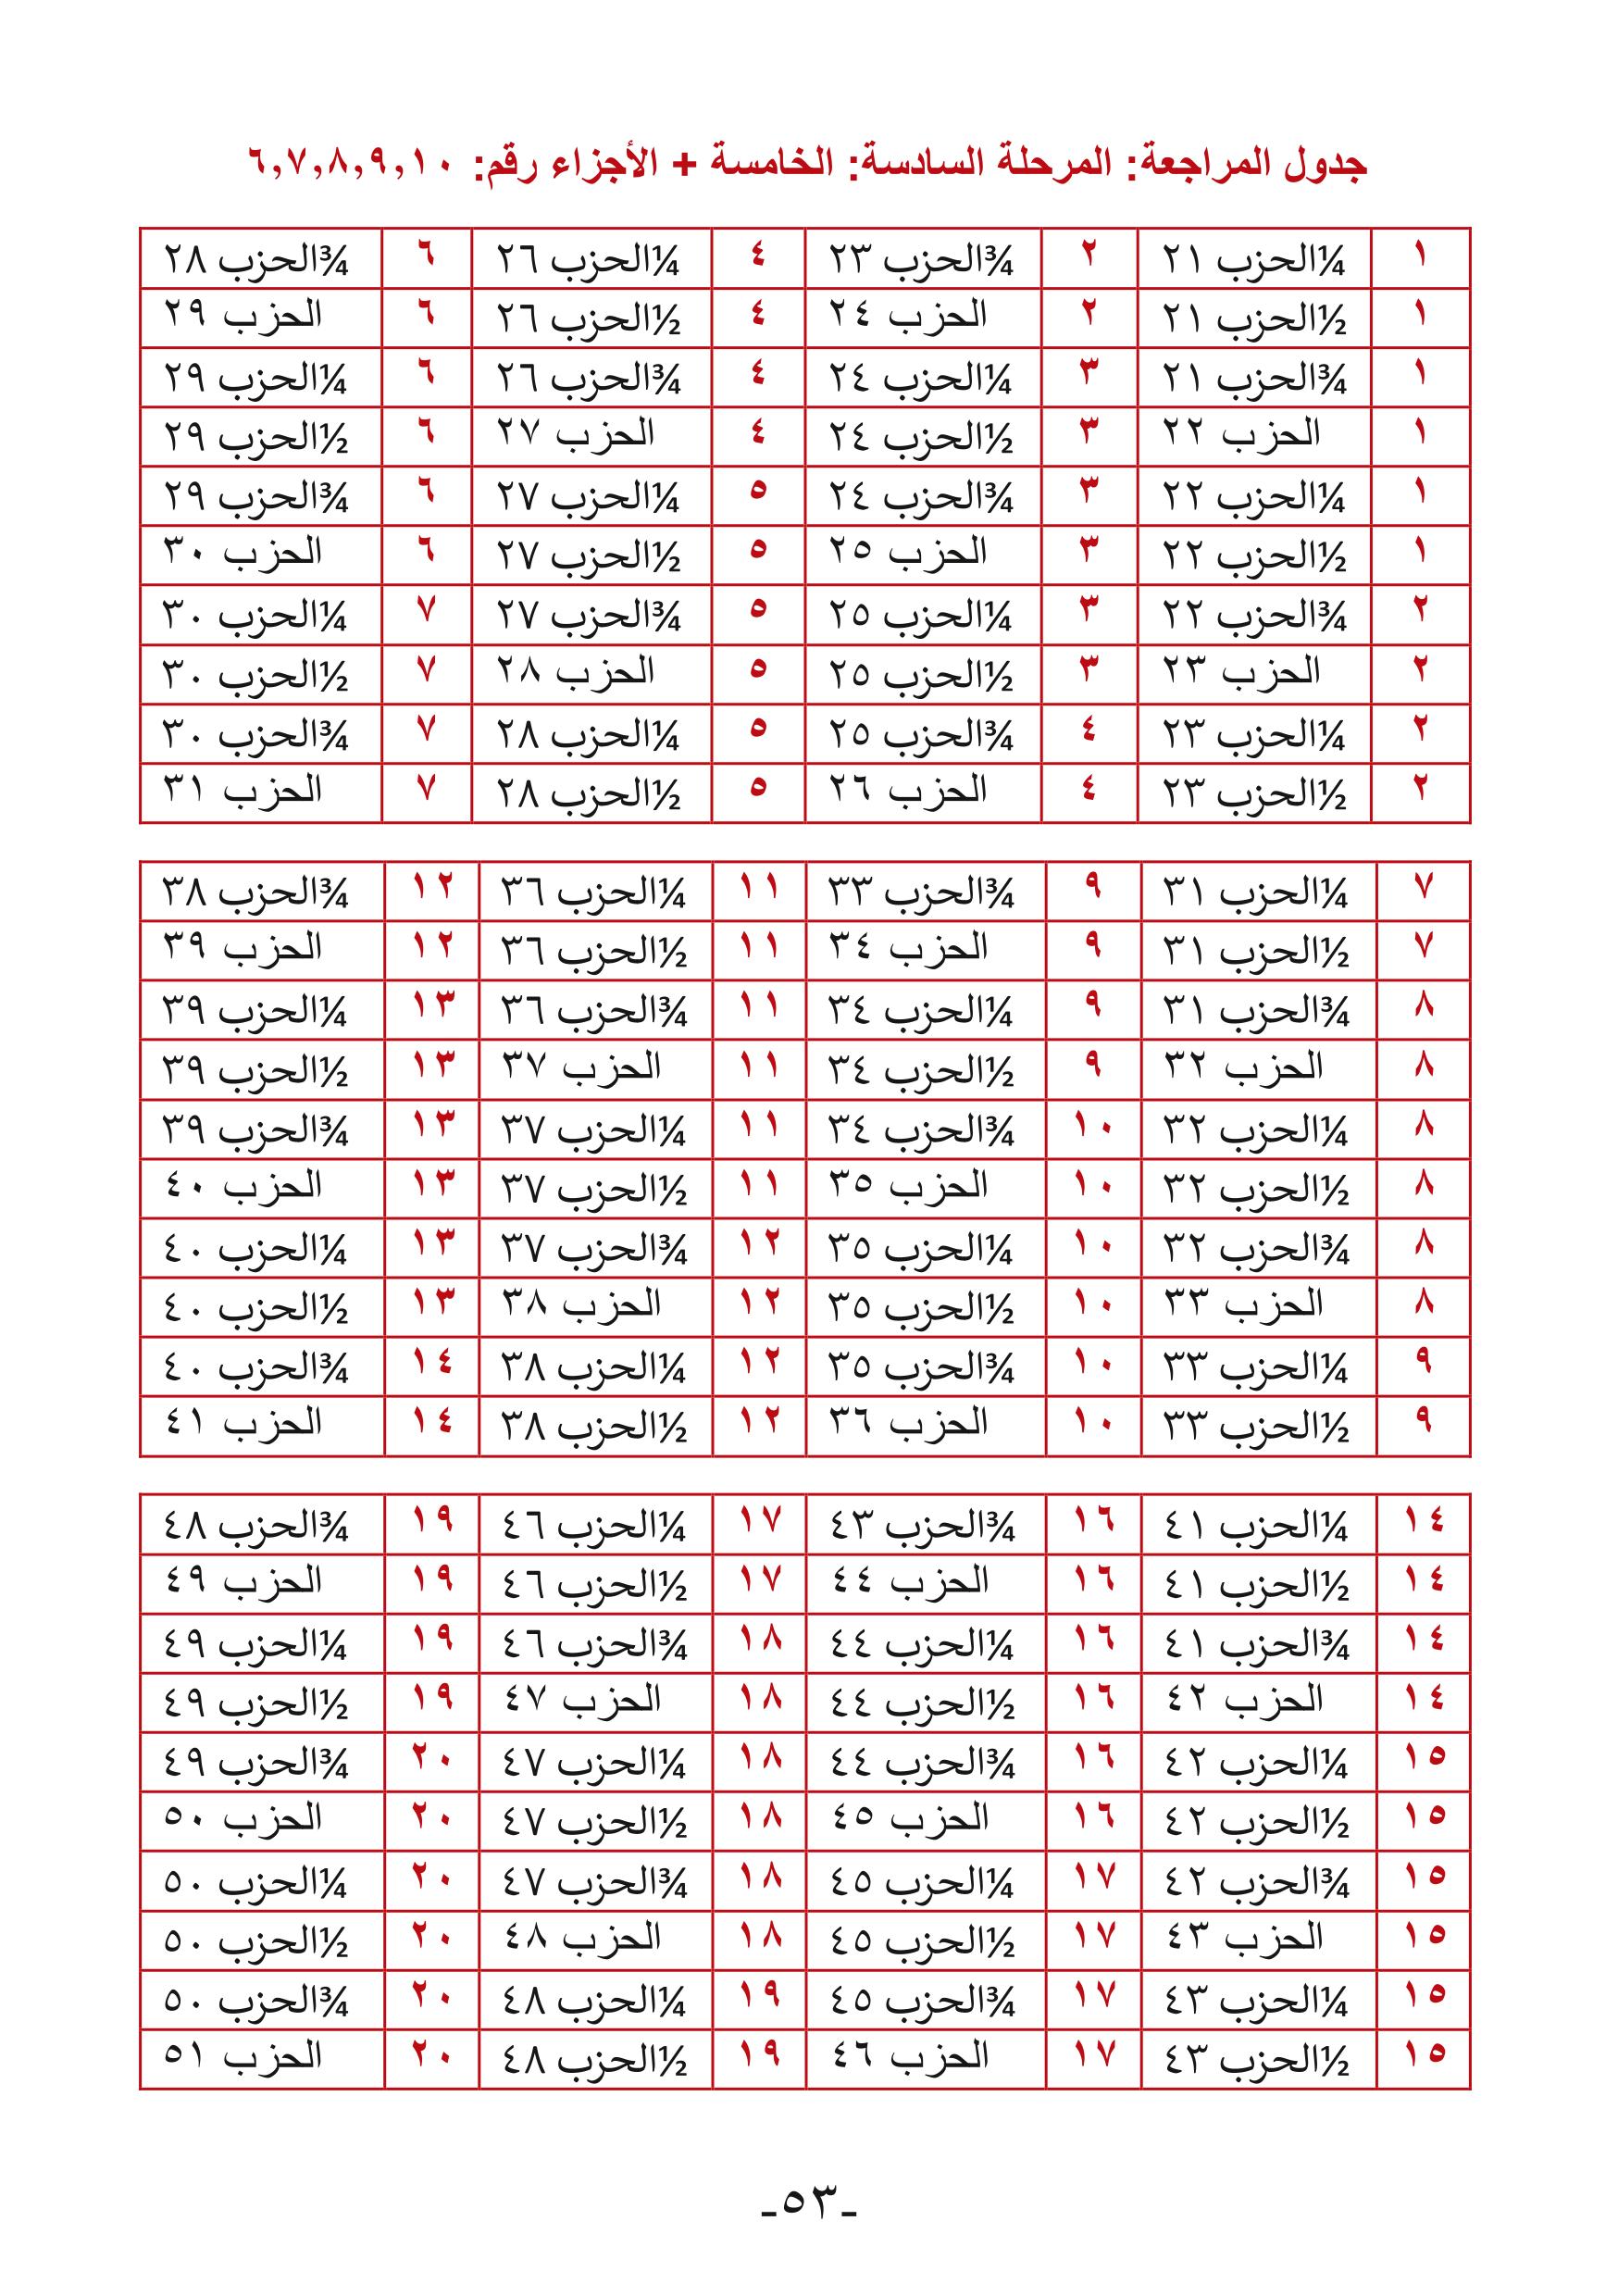 جدول المراجعة: المرحلة السادسة: الخامسة + الأجزاء رقم: ٦,٧,٨,٩,١٠
١ ¼الحزب ٢١ ٢ ¾الحزب ٢٣ ٤ ¼الحزب ٢٦ ٦ ¾الحزب ٢٨
١ ½الحزب ٢١ ٢ الحزب ٢٤ ٤ ½الحزب ٢٦ ٦ الحزب ٢٩
١ ¾الحزب ٢١ ٣ ¼الحزب ٢٤ ٤ ¾الحزب ٢٦ ٦ ¼الحزب ٢٩
١ الحزب ٢٢ ٣ ½الحزب ٢٤ ٤ الحزب ٢٧ ٦ ½الحزب ٢٩
١ ¼الحزب ٢٢ ٣ ¾الحزب ٢٤ ٥ ¼الحزب ٢٧ ٦ ¾الحزب ٢٩
١ ½الحزب ٢٢ ٣ الحزب ٢٥ ٥ ½الحزب ٢٧ ٦ الحزب ٣٠
٢ ¾الحزب ٢٢ ٣ ¼الحزب ٢٥ ٥ ¾الحزب ٢٧ ٧ ¼الحزب ٣٠
٢ الحزب ٢٣ ٣ ½الحزب ٢٥ ٥ الحزب ٢٨ ٧ ½الحزب ٣٠
٢ ¼الحزب ٢٣ ٤ ¾الحزب ٢٥ ٥ ¼الحزب ٢٨ ٧ ¾الحزب ٣٠
٢ ½الحزب ٢٣ ٤ الحزب ٢٦ ٥ ½الحزب ٢٨ ٧ الحزب ٣١
٧ ¼الحزب ٣١ ٩ ¾الحزب ٣٣ ١١ ¼الحزب ٣٦ ١٢ ¾الحزب ٣٨
٧ ½الحزب ٣١ ٩ الحزب ٣٤ ١١ ½الحزب ٣٦ ١٢ الحزب ٣٩
٨ ¾الحزب ٣١ ٩ ¼الحزب ٣٤ ١١ ¾الحزب ٣٦ ١٣ ¼الحزب ٣٩
٨ الحزب ٣٢ ٩ ½الحزب ٣٤ ١١ الحزب ٣٧ ١٣ ½الحزب ٣٩
٨ ¼الحزب ٣٢ ١٠ ¾الحزب ٣٤ ١١ ¼الحزب ٣٧ ١٣ ¾الحزب ٣٩
٨ ½الحزب ٣٢ ١٠ الحزب ٣٥ ١١ ½الحزب ٣٧ ١٣ الحزب ٤٠
٨ ¾الحزب ٣٢ ١٠ ¼الحزب ٣٥ ١٢ ¾الحزب ٣٧ ١٣ ¼الحزب ٤٠
٨ الحزب ٣٣ ١٠ ½الحزب ٣٥ ١٢ الحزب ٣٨ ١٣ ½الحزب ٤٠
٩ ¼الحزب ٣٣ ١٠ ¾الحزب ٣٥ ١٢ ¼الحزب ٣٨ ١٤ ¾الحزب ٤٠
٩ ½الحزب ٣٣ ١٠ الحزب ٣٦ ١٢ ½الحزب ٣٨ ١٤ الحزب ٤١
١٤ ¼الحزب ٤١ ١٦ ¾الحزب ٤٣ ١٧ ¼الحزب ٤٦ ١٩ ¾الحزب ٤٨
١٤ ½الحزب ٤١ ١٦ الحزب ٤٤ ١٧ ½الحزب ٤٦ ١٩ الحزب ٤٩
١٤ ¾الحزب ٤١ ١٦ ¼الحزب ٤٤ ١٨ ¾الحزب ٤٦ ١٩ ¼الحزب ٤٩
١٤ الحزب ٤٢ ١٦ ½الحزب ٤٤ ١٨ الحزب ٤٧ ١٩ ½الحزب ٤٩
١٥ ¼الحزب ٤٢ ١٦ ¾الحزب ٤٤ ١٨ ¼الحزب ٤٧ ٢٠ ¾الحزب ٤٩
١٥ ½الحزب ٤٢ ١٦ الحزب ٤٥ ١٨ ½الحزب ٤٧ ٢٠ الحزب ٥٠
١٥ ¾الحزب ٤٢ ١٧ ¼الحزب ٤٥ ١٨ ¾الحزب ٤٧ ٢٠ ¼الحزب ٥٠
١٥ الحزب ٤٣ ١٧ ½الحزب ٤٥ ١٨ الحزب ٤٨ ٢٠ ½الحزب ٥٠
١٥ ¼الحزب ٤٣ ١٧ ¾الحزب ٤٥ ١٩ ¼الحزب ٤٨ ٢٠ ¾الحزب ٥٠
١٥ ½الحزب ٤٣ ١٧ الحزب ٤٦ ١٩ ½الحزب ٤٨ ٢٠ الحزب ٥١
-٥٣-